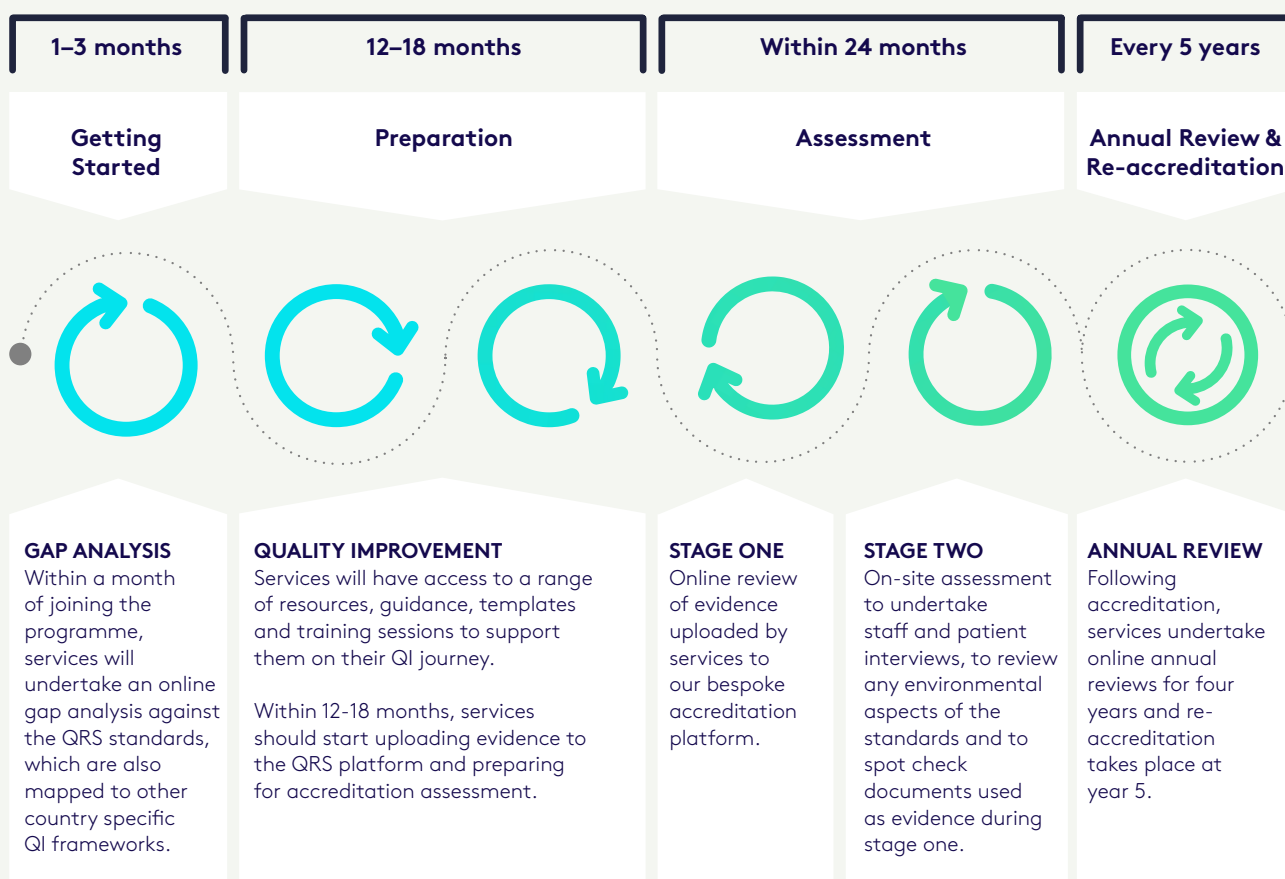 1–3 months
12–18 months
Within 24 months
Every 5 years
Getting
Started
Preparation
Assessment
Annual Review &
Re-accreditation
GAP ANALYSIS
Within a month
of joining the
programme,
services will
undertake an online
gap analysis against
the QRS standards,
which are also
mapped to other
country specific
QI frameworks.
QUALITY IMPROVEMENT
Services will have access to a range
of resources, guidance, templates
and training sessions to support
them on their QI journey.
Within 12-18 months, services
should start uploading evidence to
the QRS platform and preparing
for accreditation assessment.
STAGE ONE
Online review
of evidence
uploaded by
services to
our bespoke
accreditation
platform.
STAGE TWO
On-site assessment
to undertake
staff and patient
interviews, to review
any environmental
aspects of the
standards and to
spot check
documents used
as evidence during
stage one.
ANNUAL REVIEW
Following
accreditation,
services undertake
online annual
reviews for four
years and re-
accreditation
takes place at
year 5.